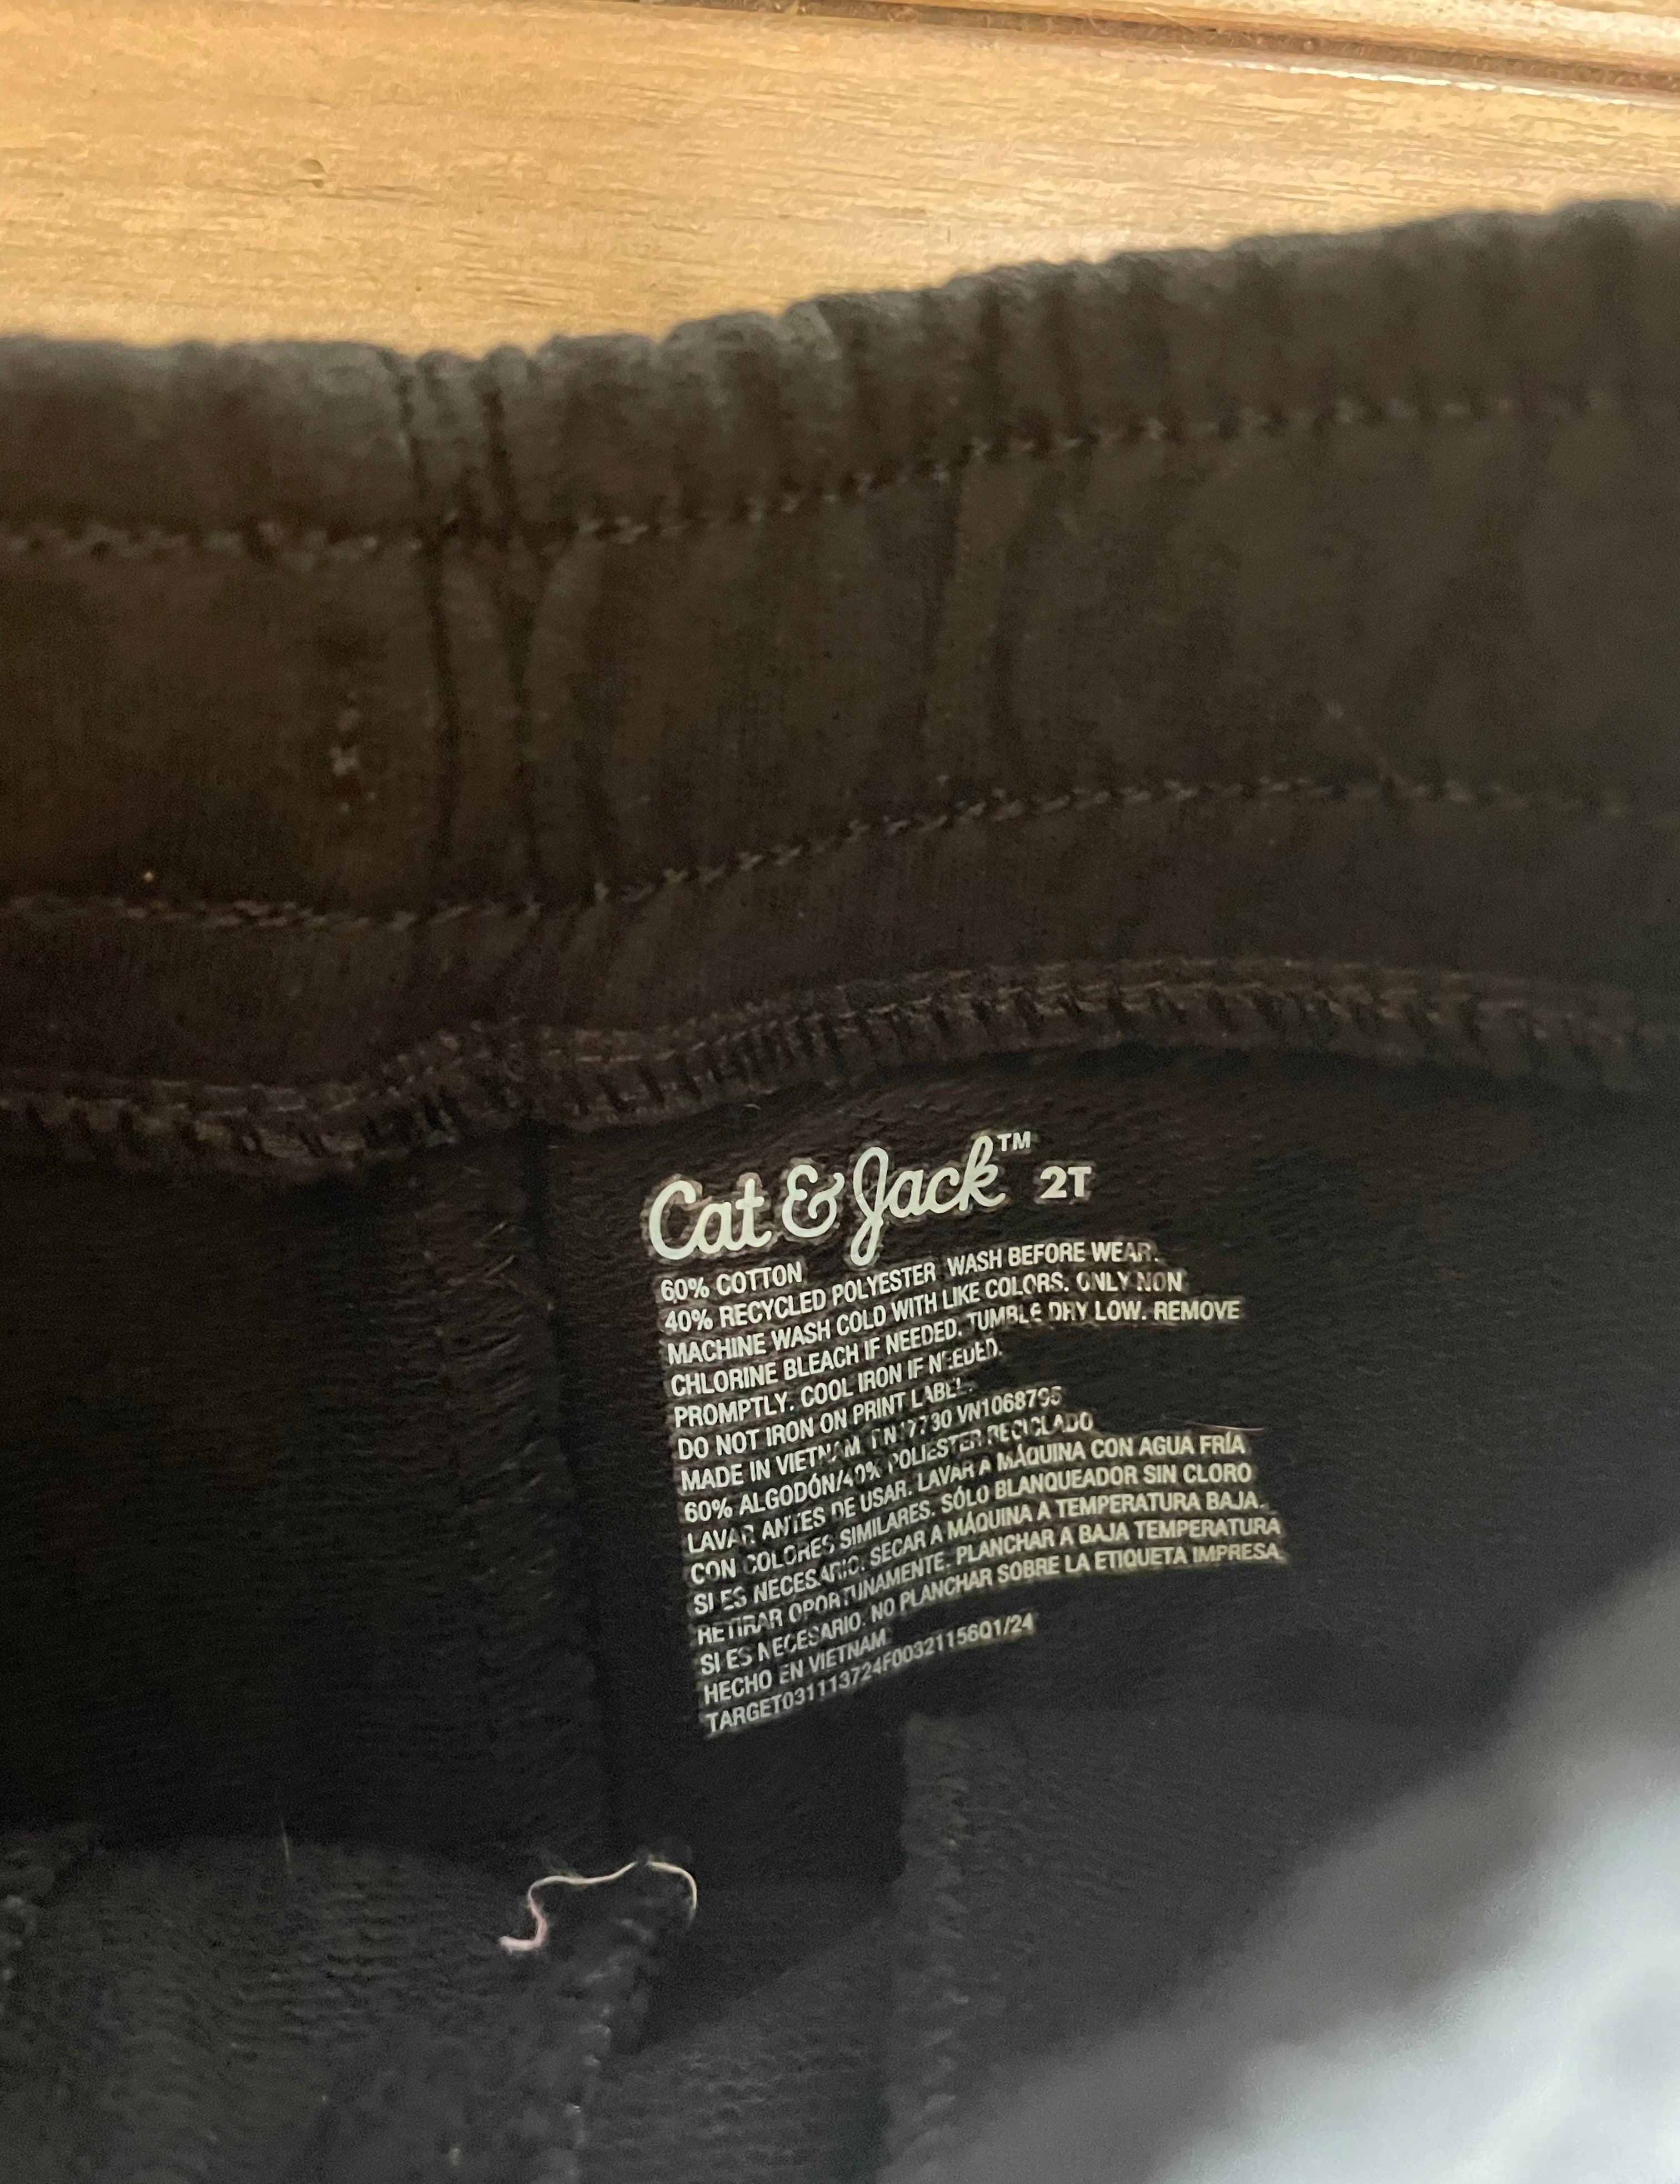 Cat & Jack™ 2T
60% COTTON
40% RECYCLED POLYESTER WASH BEFORE WEAR.
MACHINE WASH COLD WITH LIKE COLORS. ONLY NON
CHLORINE BLEACH IF NEEDED. TUMBLE DRY LOW. REMOVE
PROMPTLY. COOL IRON IF NEEDED.
DO NOT IRON ON PRINT LABEL.
MADE IN VIETNAM VN1068795
60% ALGODÓN/40% POLIESTER RECICLADO
LAVAR ANTES DE USAR. LAVAR A MÁQUINA CON AGUA FRÍA
CON COLORES SIMILARES. SÓLO BLANQUEADOR SIN CLORO
SI ES NECESARIO. SECAR A MÁQUINA A TEMPERATURA BAJA.
RETIRAR OPORTUNAMENTE. PLANCHAR A BAJA TEMPERATURA
SI ES NECESARIO. NO PLANCHAR SOBRE LA ETIQUETA IMPRESA.
HECHO EN VIETNAM
TARGET031113724F00321156Q1/24